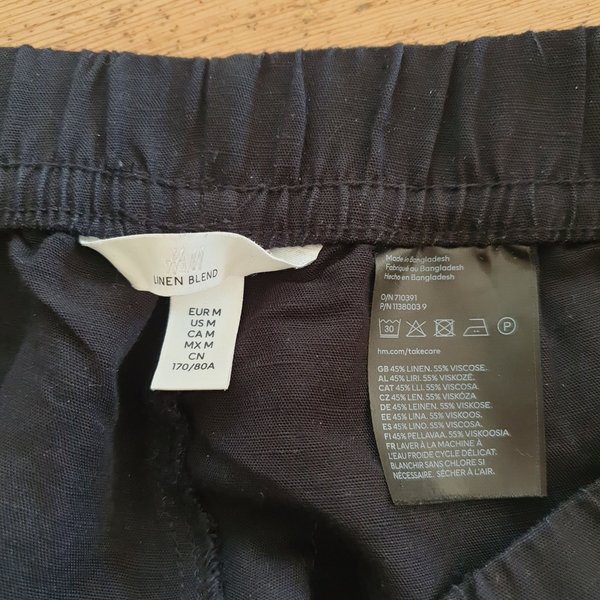 H&M
LINEN BLEND
EUR M
US M
CA M
MX M
CN
170/80A
Made in Bangladesh
Fabriqué au Bangladesh
Hecho en Bangladesh
O/N 710391
P/N 1138003 9
30
P
hm.com/takecare
GB 45% LINEN. 55% VISCOSE.
AL 45% LIRI. 55% VISKOZË.
CAT 45% LLI. 55% VISCOSA.
CZ 45% LEN. 55% VISKÓZA
DE 45% LEINEN. 55% VISKOSE.
EE 45% LINA. 55% VISKOOS.
ES 45% LINO. 55% VISCOSA.
FI 45% PELLAVAA. 55% VISKOOSIA
FR LAVER À LA MACHINE À
L'EAU FROIDE CYCLE DÉLICAT.
BLANCHIR SANS CHLORE SI
NÉCESSAIRE. SÉCHER À L'AIR.